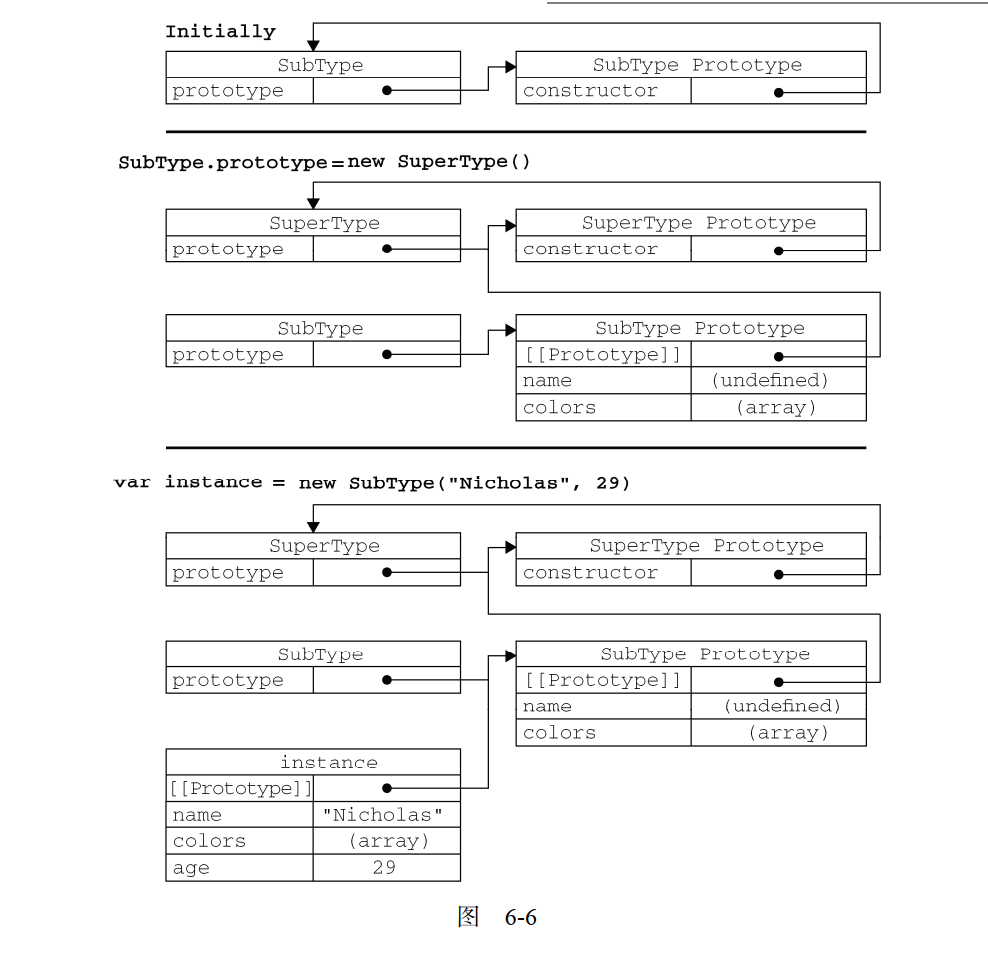 Initially
SubType
SubType Prototype
prototype
constructor
SubType.prototype=new SuperType()
SuperType
SuperType Prototype
prototype
constructor
SubType
SubType Prototype
prototype
[[Prototype]]
name
(undefined)
colors
(array)
var instance = new SubType("Nicholas", 29)
SuperType
SuperType Prototype
prototype
constructor
SubType
SubType Prototype
prototype
[[Prototype]]
name
(undefined)
colors
(array)
instance
[[Prototype]]
name
"Nicholas"
colors
(array)
age
29
图 6-6